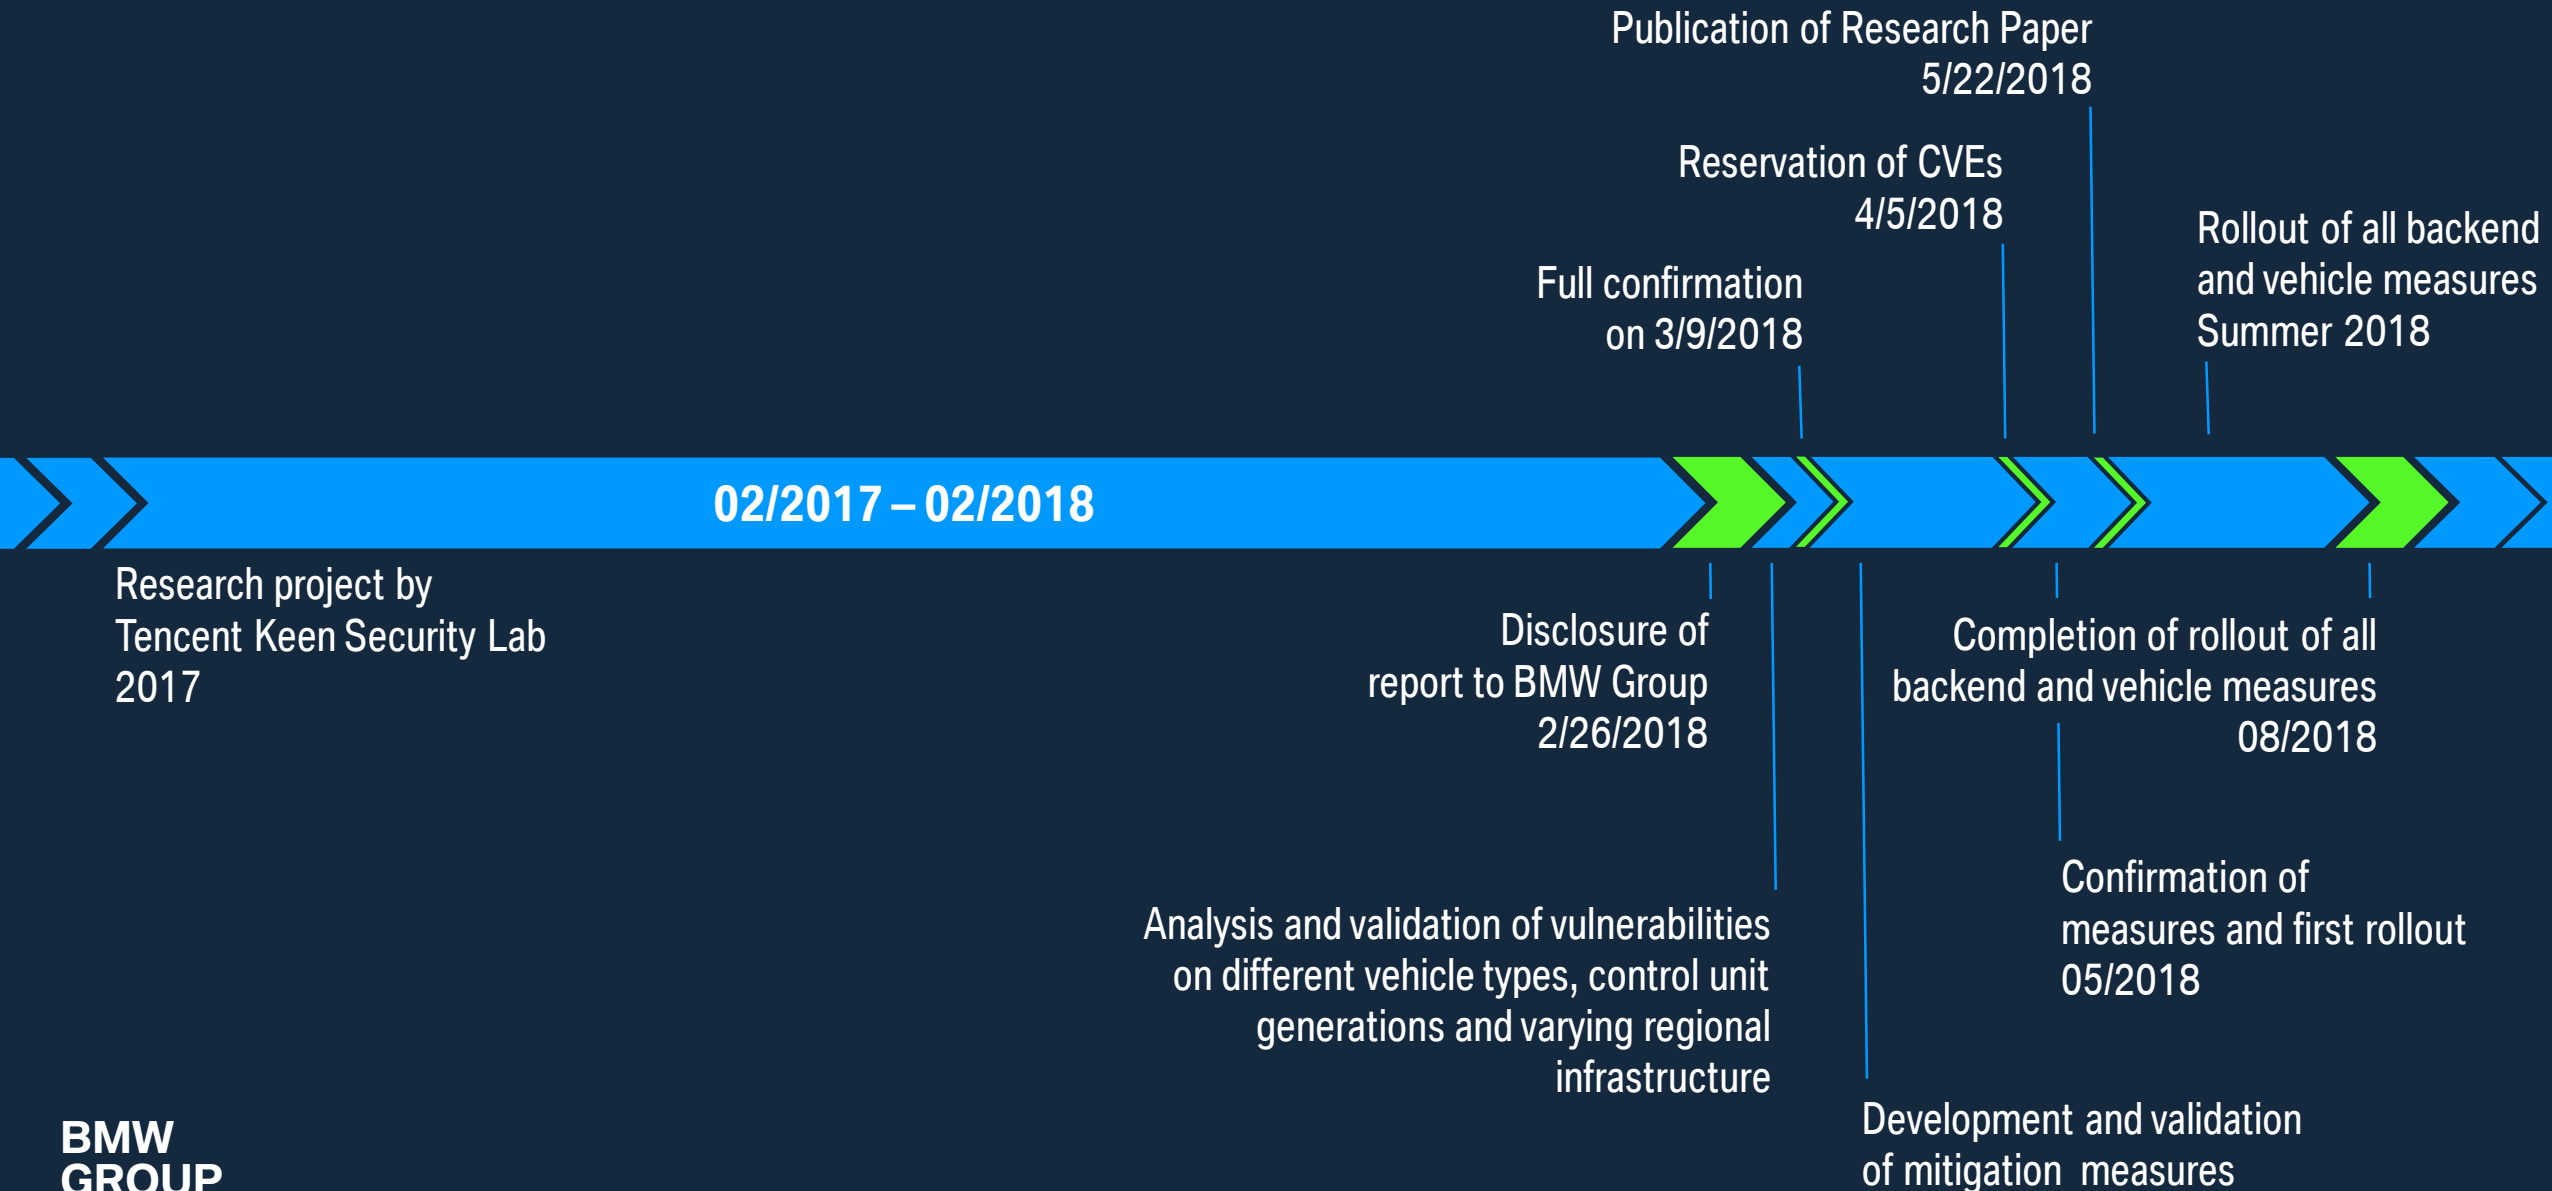 Publication of Research Paper
5/22/2018
Reservation of CVEs
4/5/2018
Full confirmation
on 3/9/2018
Rollout of all backend
and vehicle measures
Summer 2018
02/2017 – 02/2018
Research project by
Tencent Keen Security Lab
2017
Disclosure of
report to BMW Group
2/26/2018
Completion of rollout of all
backend and vehicle measures
08/2018
Analysis and validation of vulnerabilities
on different vehicle types, control unit
generations and varying regional
infrastructure
Confirmation of
measures and first rollout
05/2018
Development and validation
of mitigation measures
BMW
GROUP